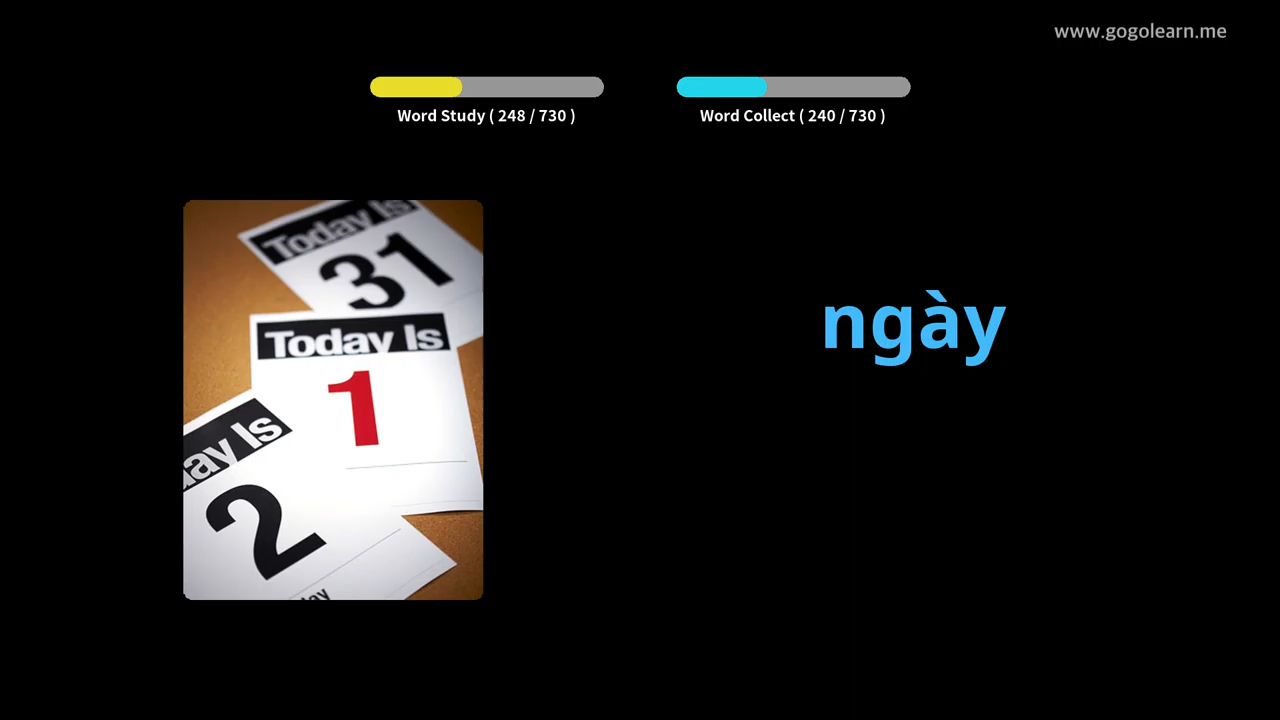 www.gogolearn.me
Word Study ( 248 / 730 )
Word Collect ( 240 / 730 )
Today Is
31
Today Is
1
ay Is
2
ay
ngày